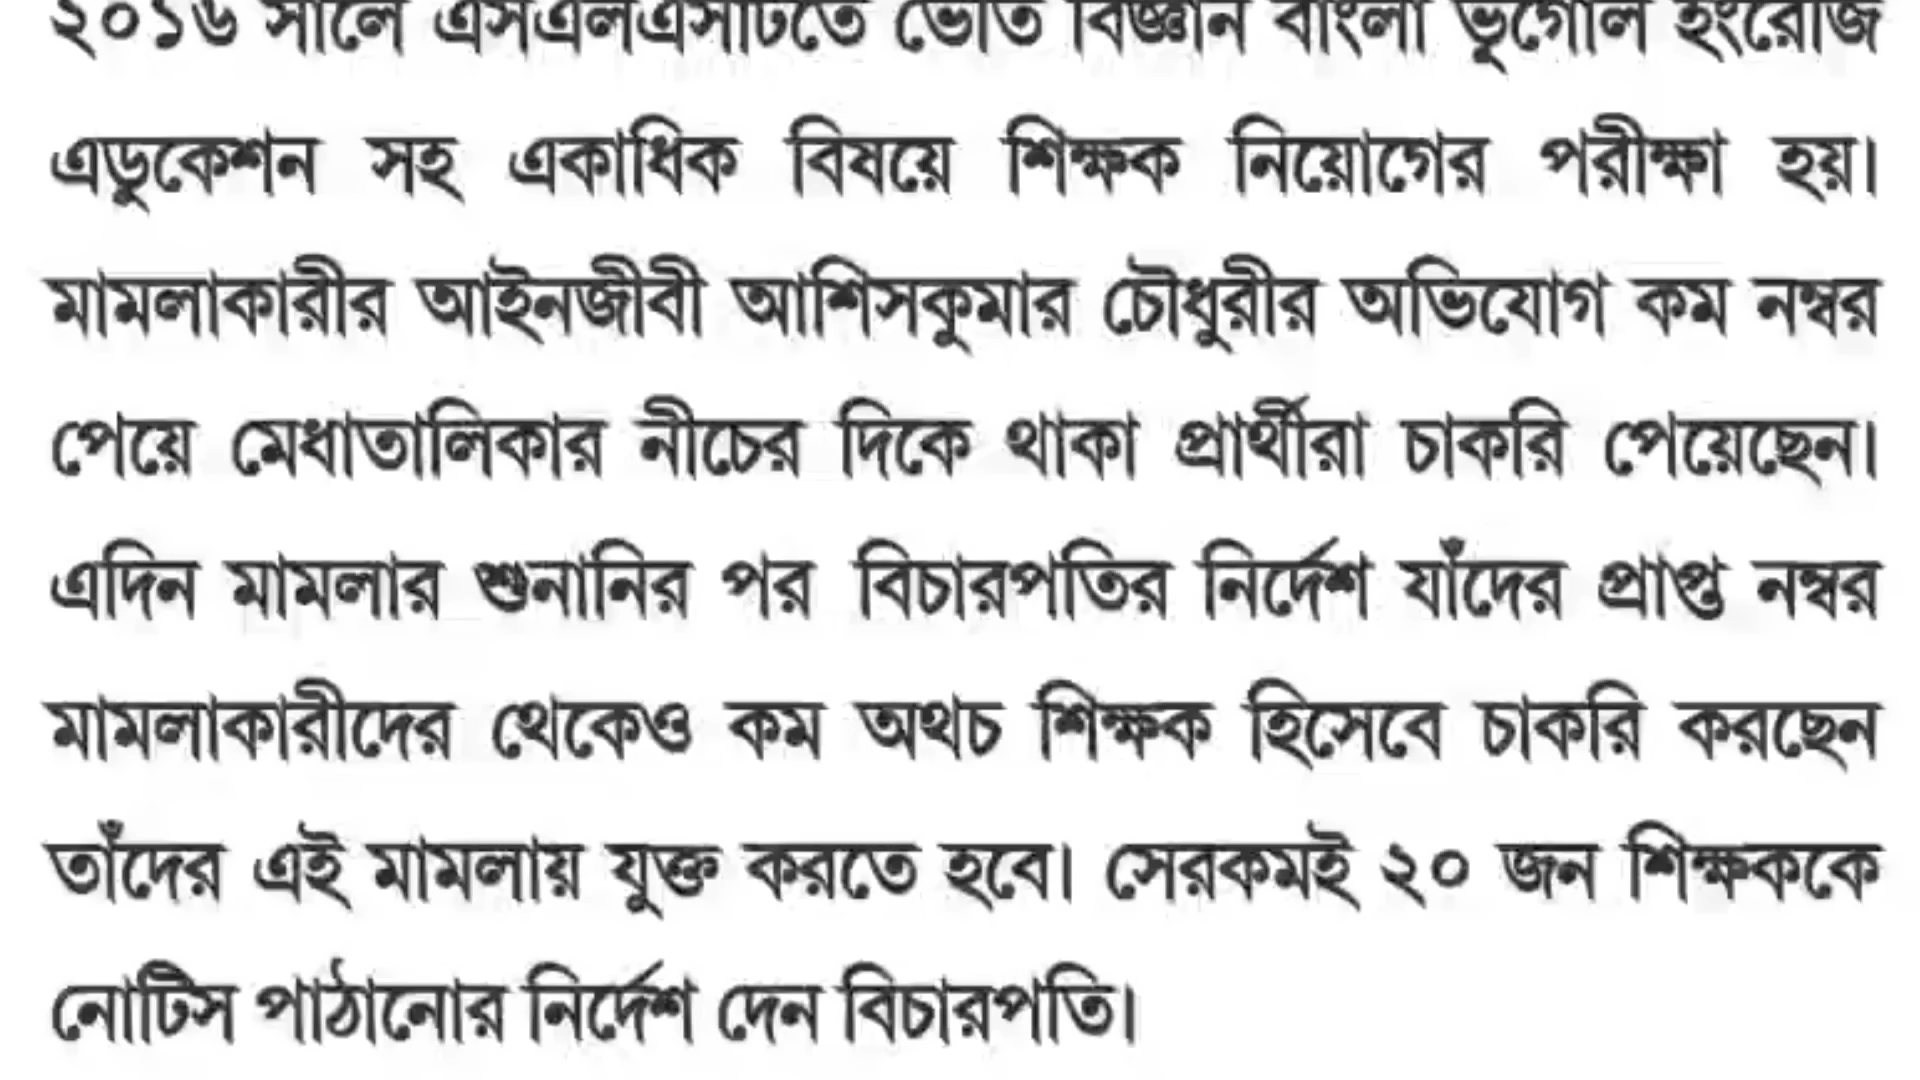 ২০১৬ সালে এসএলএসটিতে ভৌত বিজ্ঞান বাংলা ভূগোল ইংরেজি
এডুকেশন সহ একাধিক বিষয়ে শিক্ষক নিয়োগের পরীক্ষা হয়।
মামলাকারীর আইনজীবী আশিসকুমার চৌধুরীর অভিযোগ কম নম্বর
পেয়ে মেধাতালিকার নীচের দিকে থাকা প্রার্থীরা চাকরি পেয়েছেন।
এদিন মামলার শুনানির পর বিচারপতির নির্দেশ যাঁদের প্রাপ্ত নম্বর
মামলাকারীদের থেকেও কম অথচ শিক্ষক হিসেবে চাকরি করছেন
তাঁদের এই মামলায় যুক্ত করতে হবে। সেরকমই ২০ জন শিক্ষককে
নোটিস পাঠানোর নির্দেশ দেন বিচারপতি।